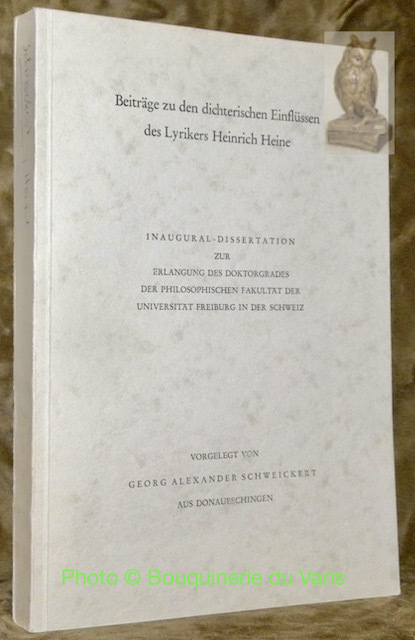 Beiträge zu den dichterischen Einflüssen
des Lyrikers Heinrich Heine
INAUGURAL-DISSERTATION
ZUR
ERLANGUNG DES DOKTORGRADES
DER PHILOSOPHISCHEN FAKULTÄT DER
UNIVERSITÄT FREIBURG IN DER SCHWEIZ
VORGELEGT VON
GEORG ALEXANDER SCHWEICKERT
AUS DONAUESCHINGEN
Photo © Bouquinerie du Varis